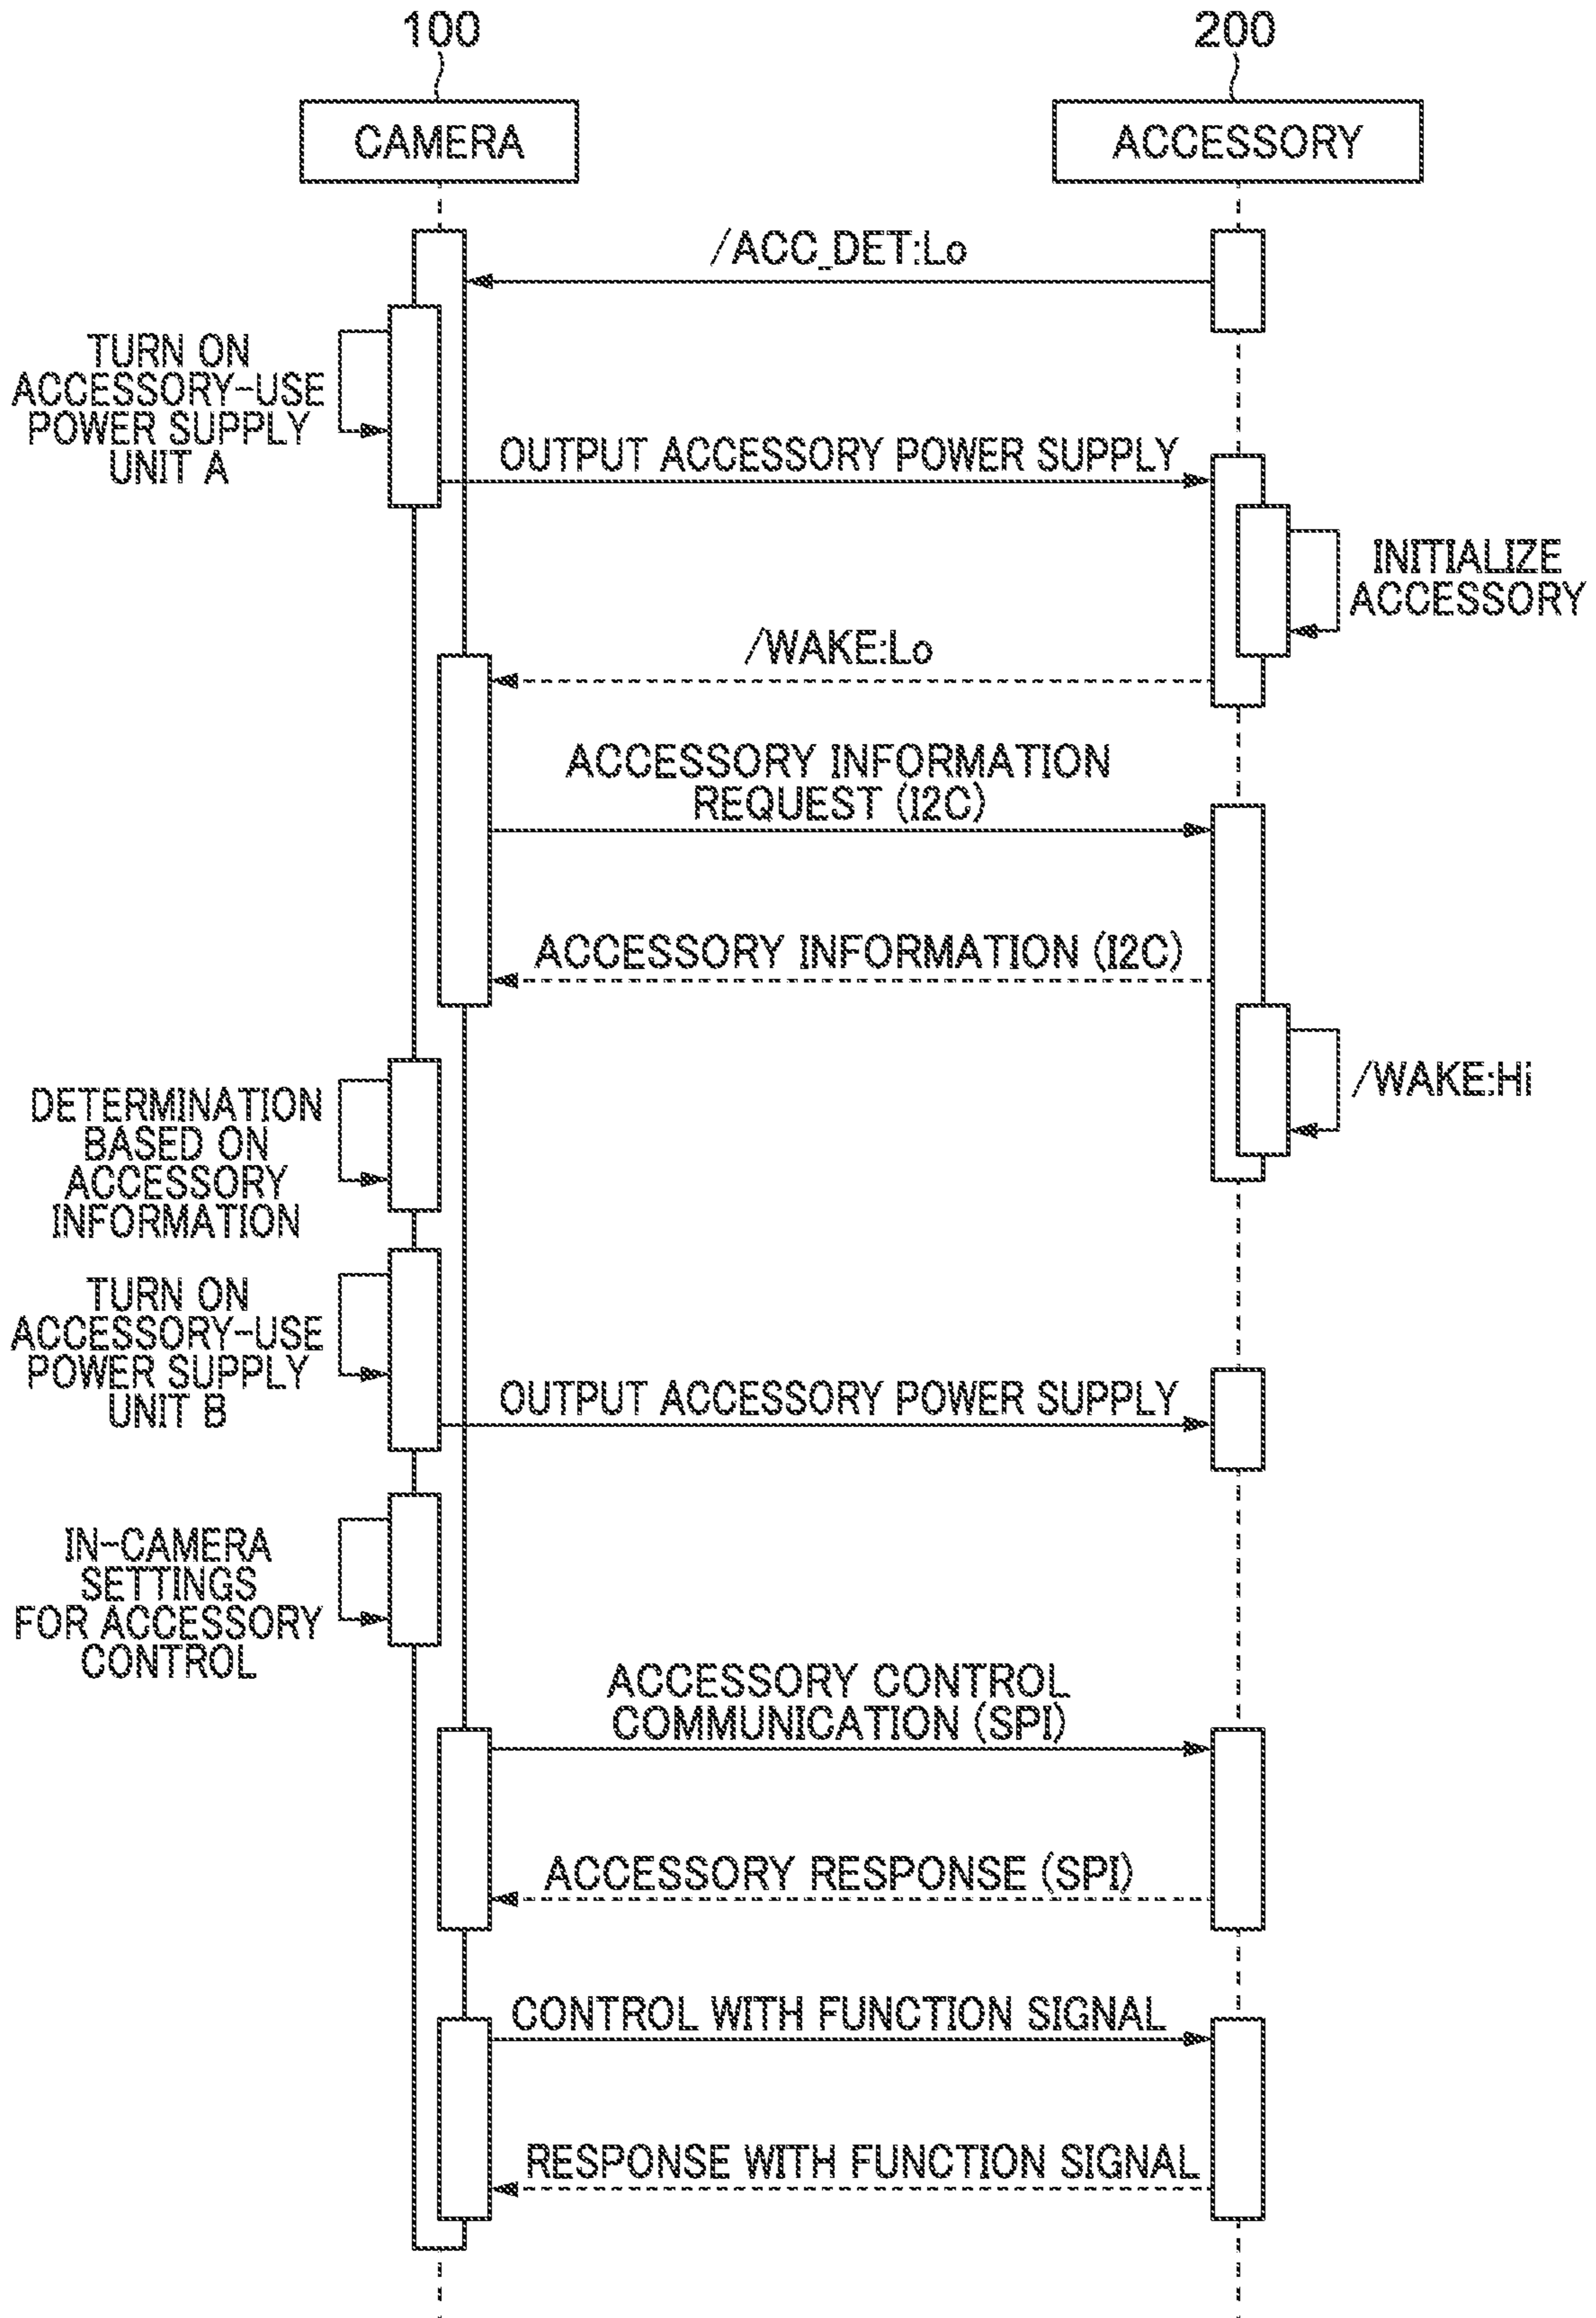 100
200
CAMERA
ACCESSORY
/ACC_DET:Lo
TURN ON
ACCESSORY-USE
POWER SUPPLY
UNIT A
OUTPUT ACCESSORY POWER SUPPLY
INITIALIZE
ACCESSORY
/WAKE:Lo
ACCESSORY INFORMATION
REQUEST (I2C)
ACCESSORY INFORMATION (I2C)
/WAKE:Hi
DETERMINATION
BASED ON
ACCESSORY
INFORMATION
TURN ON
ACCESSORY-USE
POWER SUPPLY
UNIT B
OUTPUT ACCESSORY POWER SUPPLY
IN-CAMERA
SETTINGS
FOR ACCESSORY
CONTROL
ACCESSORY CONTROL
COMMUNICATION (SPI)
ACCESSORY RESPONSE (SPI)
CONTROL WITH FUNCTION SIGNAL
RESPONSE WITH FUNCTION SIGNAL